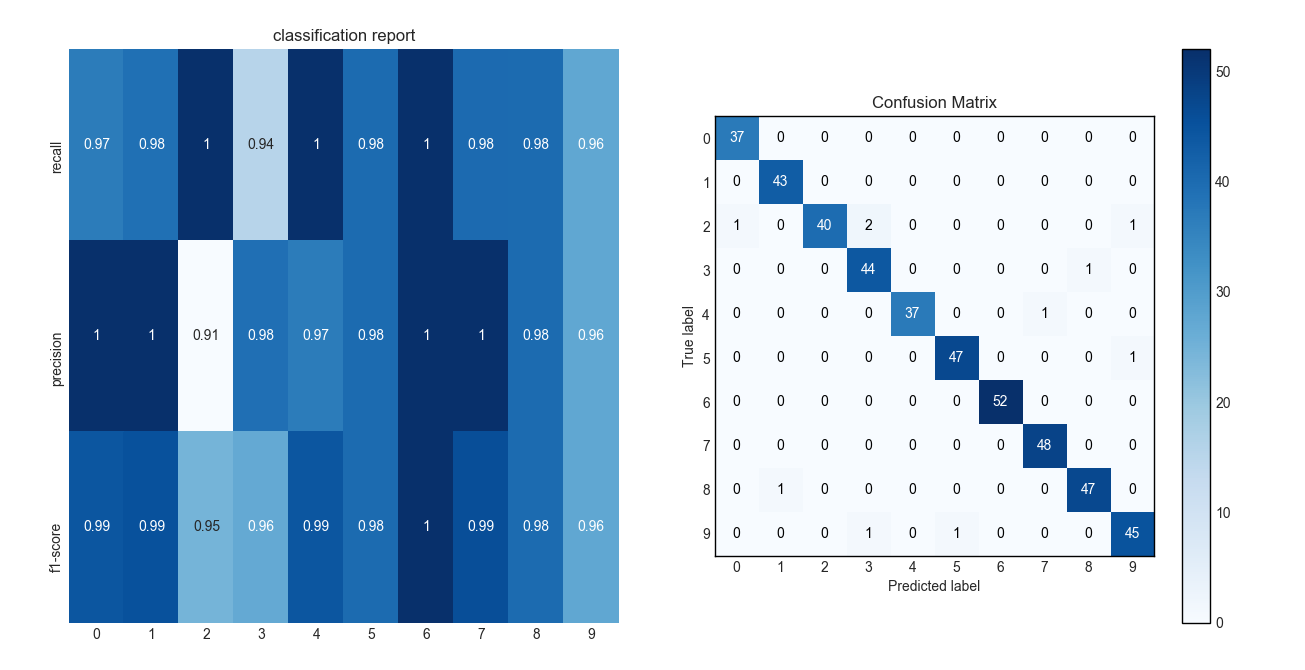 classification report
recall 0.97 0.98 1 0.94 1 0.98 1 0.98 0.98 0.96
precision 1 1 0.91 0.98 0.97 0.98 1 1 0.98 0.96
f1-score 0.99 0.99 0.95 0.96 0.99 0.98 1 0.99 0.98 0.96
0 1 2 3 4 5 6 7 8 9
Confusion Matrix
True label
0 37 0 0 0 0 0 0 0 0 0
1 0 43 0 0 0 0 0 0 0 0
2 1 0 40 2 0 0 0 0 0 1
3 0 0 0 44 0 0 0 0 1 0
4 0 0 0 0 37 0 0 1 0 0
5 0 0 0 0 0 47 0 0 0 1
6 0 0 0 0 0 0 52 0 0 0
7 0 0 0 0 0 0 0 48 0 0
8 0 1 0 0 0 0 0 0 47 0
9 0 0 0 1 0 1 0 0 0 45
0 1 2 3 4 5 6 7 8 9
Predicted label
50
40
30
20
10
0